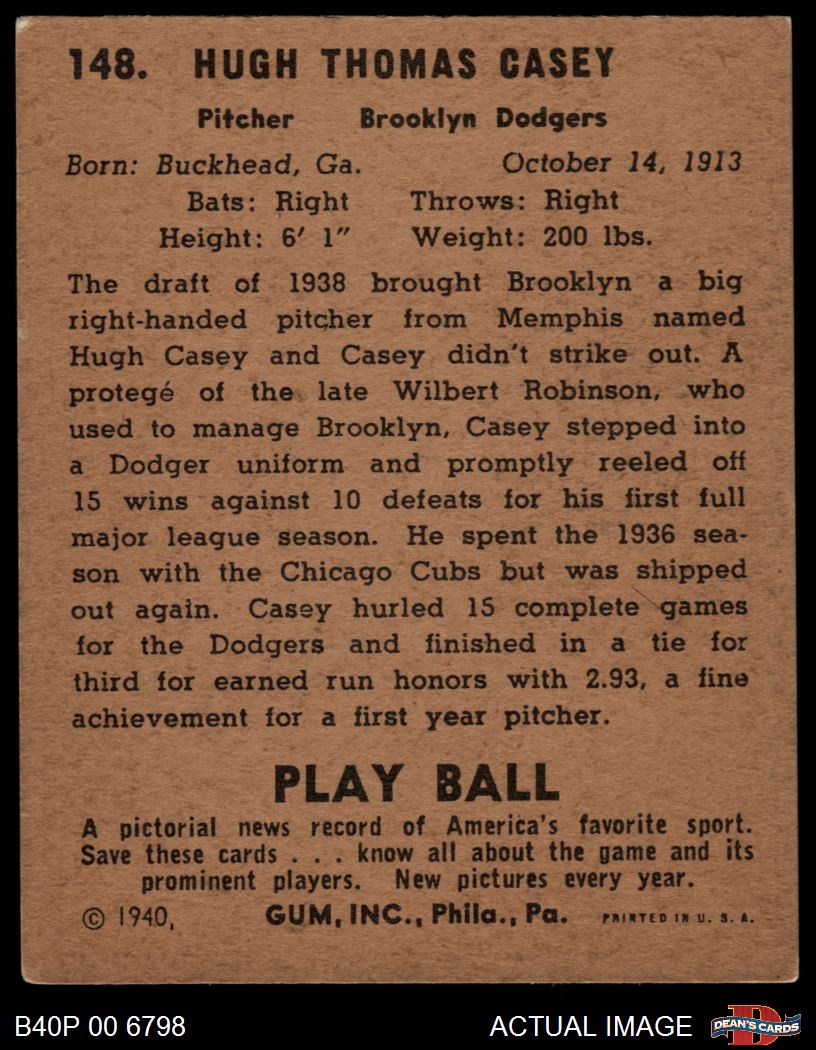 148. HUGH THOMAS CASEY
Pitcher Brooklyn Dodgers
Born: Buckhead, Ga. October 14, 1913
Bats: Right Throws: Right
Height: 6′ 1″ Weight: 200 lbs.
The draft of 1938 brought Brooklyn a big
right-handed pitcher from Memphis named
Hugh Casey and Casey didn't strike out. A
protegé of the late Wilbert Robinson, who
used to manage Brooklyn, Casey stepped into
a Dodger uniform and promptly reeled off
15 wins against 10 defeats for his first full
major league season. He spent the 1936 sea-
son with the Chicago Cubs but was shipped
out again. Casey hurled 15 complete games
for the Dodgers and finished in a tie for
third for earned run honors with 2.93, a fine
achievement for a first year pitcher.
PLAY BALL
A pictorial news record of America's favorite sport.
Save these cards . . . know all about the game and its
prominent players. New pictures every year.
© 1940, GUM, INC., Phila., Pa. PRINTED IN U. S. A.
B40P 00 6798 ACTUAL IMAGE DEAN'S CARDS